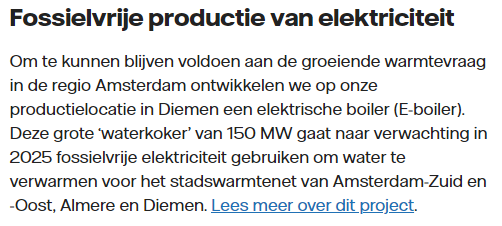 Fossielvrije productie van elektriciteit
Om te kunnen blijven voldoen aan de groeiende warmtevraag
in de regio Amsterdam ontwikkelen we op onze
productielocatie in Diemen een elektrische boiler (E-boiler).
Deze grote ‘waterkoker’ van 150 MW gaat naar verwachting in
2025 fossielvrije elektriciteit gebruiken om water te
verwarmen voor het stadswarmtenet van Amsterdam-Zuid en
-Oost, Almere en Diemen. Lees meer over dit project.